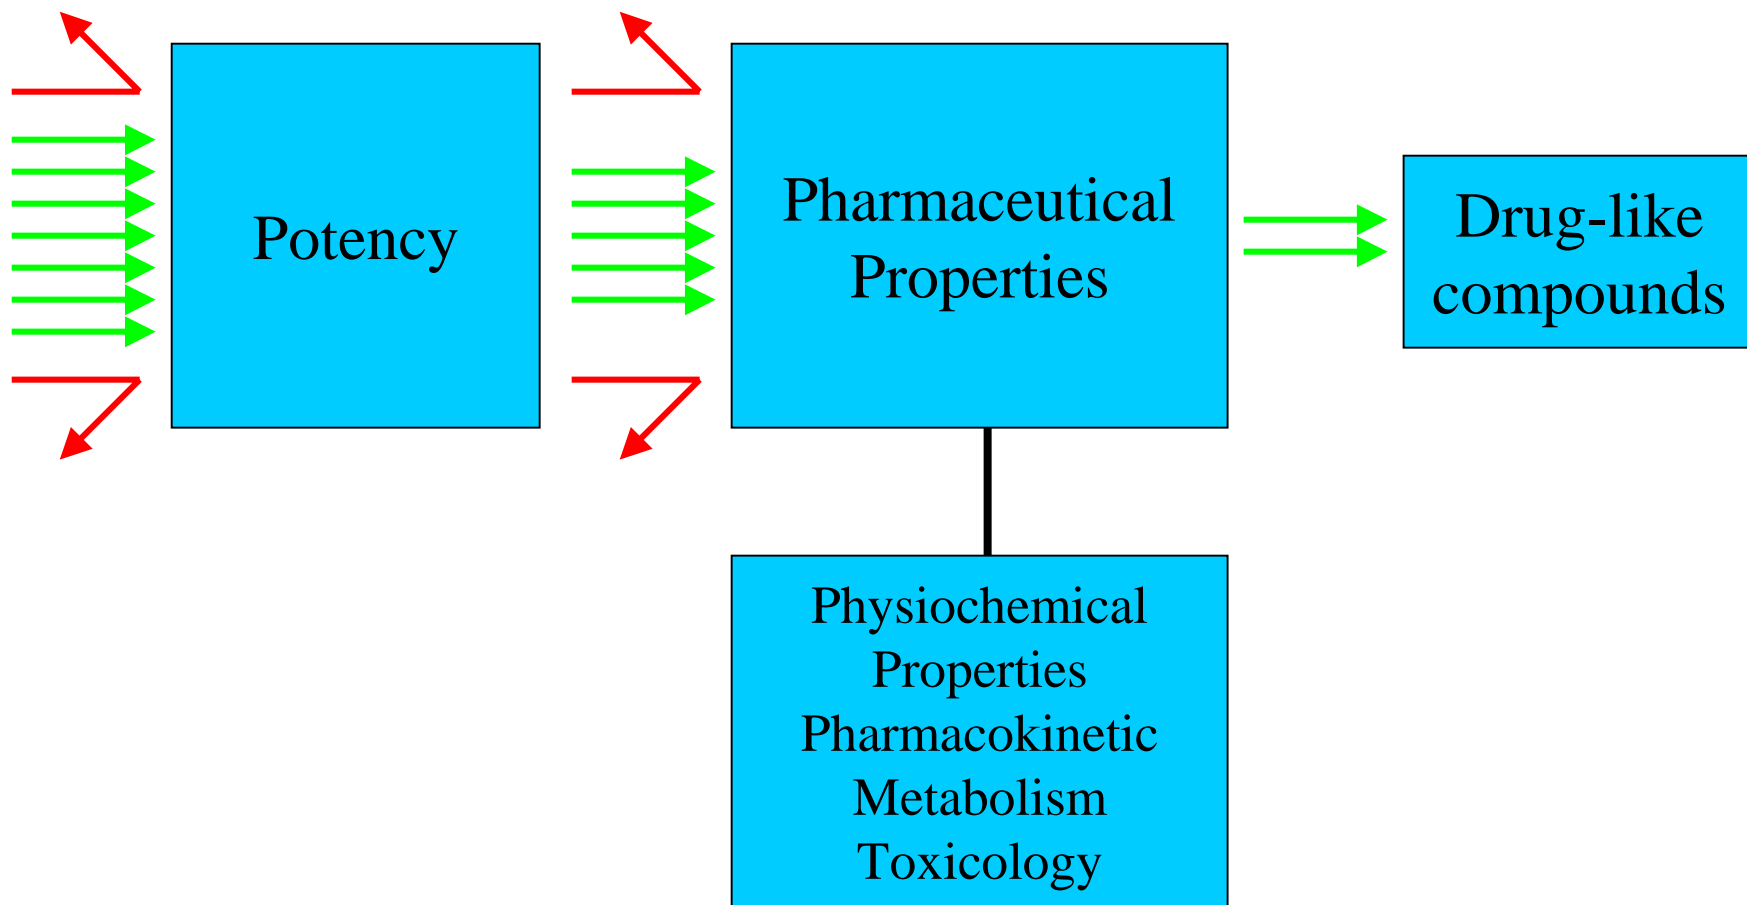 Potency
Pharmaceutical
Properties
Drug-like
compounds
Physiochemical
Properties
Pharmacokinetic
Metabolism
Toxicology